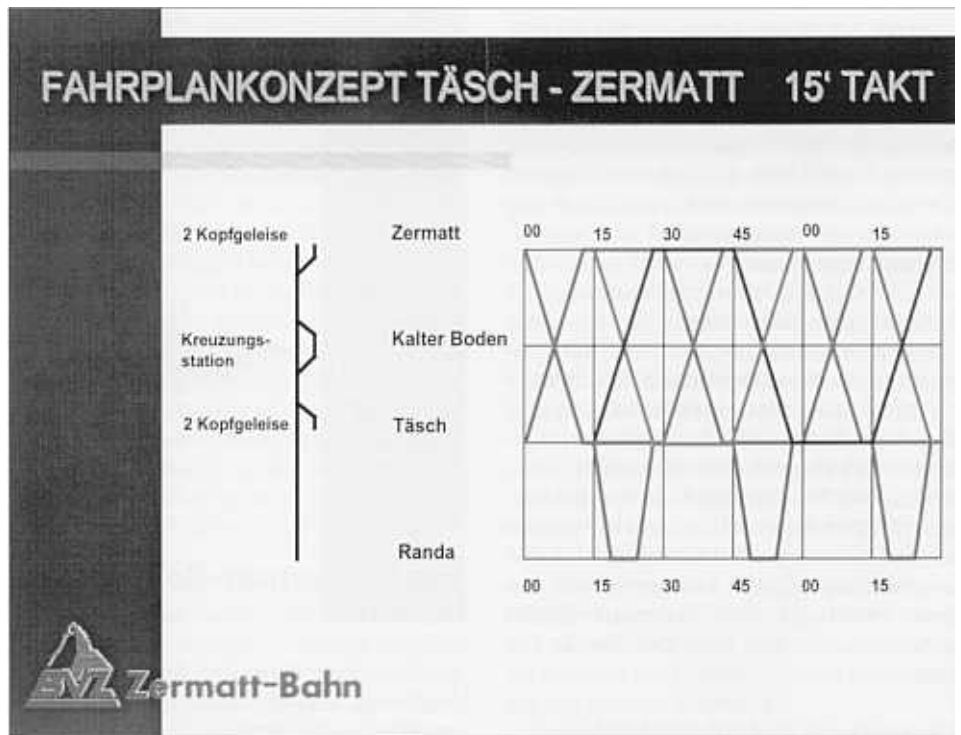 FAHRPLANKONZEPT TÄSCH - ZERMATT 15' TAKT
2 Kopfgeleise
Zermatt
00 15 30 45 00 15
Kreuzungs-
station
Kalter Boden
2 Kopfgeleise
Täsch
Randa
00 15 30 45 00 15
BVZ Zermatt-Bahn